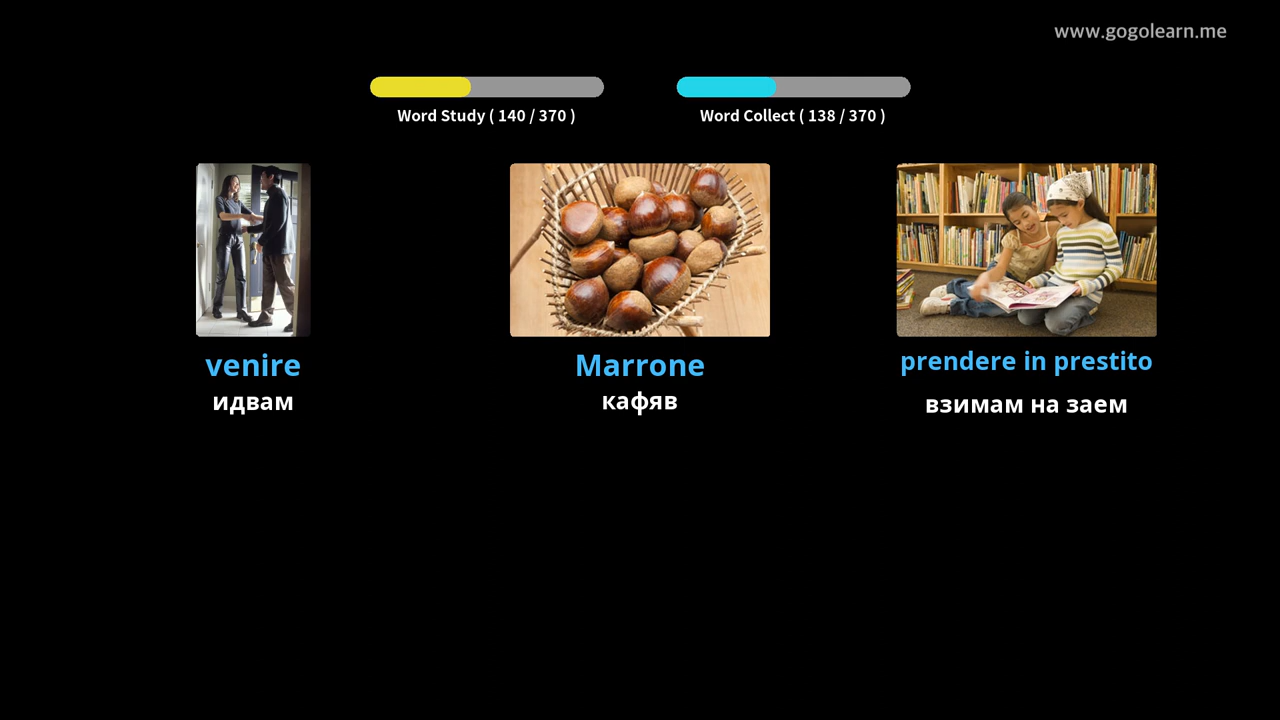 www.gogolearn.me
Word Study ( 140 / 370 )
Word Collect ( 138 / 370 )
venire
идвам
Marrone
кафяв
prendere in prestito
взимам на заем